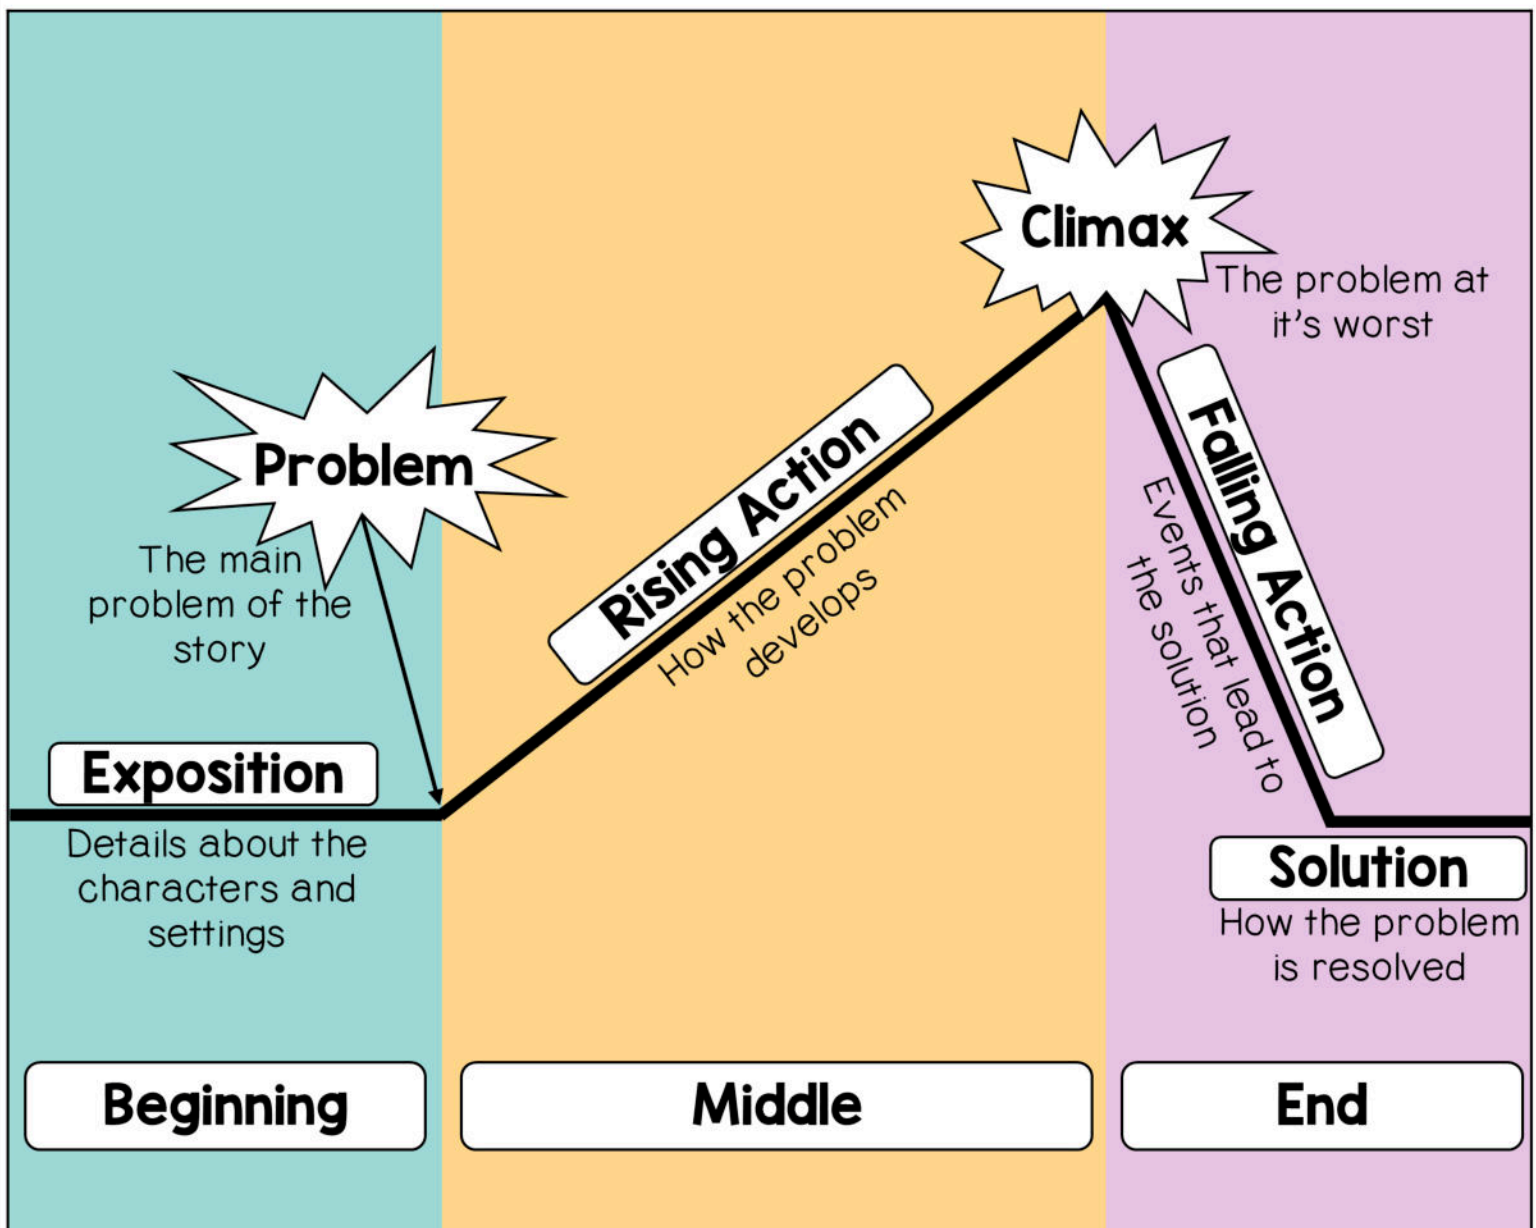 Problem
The main
problem of the
story
Exposition
Details about the
characters and
settings
Rising Action
How the problem
develops
Climax
The problem at
it's worst
Falling Action
Events that lead to
the solution
Solution
How the problem
is resolved
Beginning
Middle
End